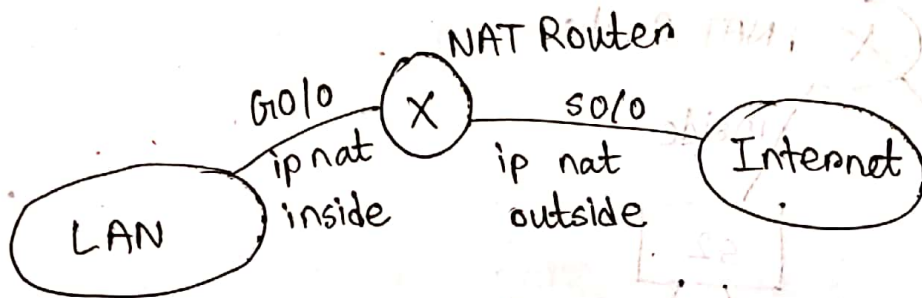 NAT Router
G0/0
X
S0/0
ip nat
inside
ip nat
outside
Internet
LAN